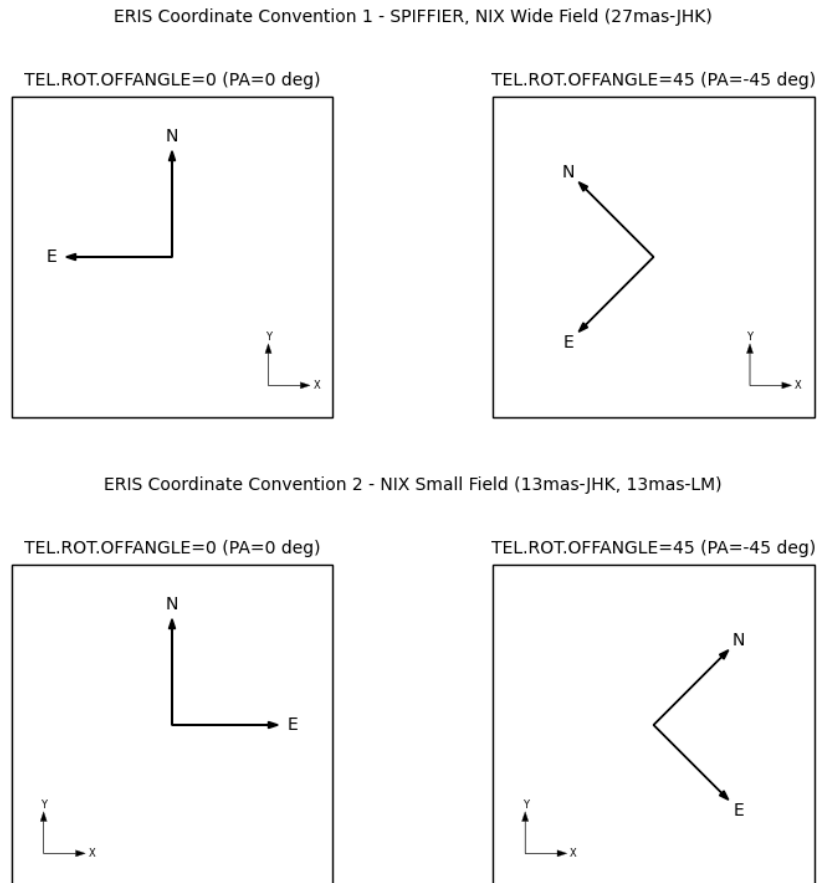 ERIS Coordinate Convention 1 - SPIFFIER, NIX Wide Field (27mas-JHK)
TEL.ROT.OFFANGLE=0 (PA=0 deg)
N
E
Y
X
TEL.ROT.OFFANGLE=45 (PA=-45 deg)
N
E
Y
X
ERIS Coordinate Convention 2 - NIX Small Field (13mas-JHK, 13mas-LM)
TEL.ROT.OFFANGLE=0 (PA=0 deg)
N
E
Y
X
TEL.ROT.OFFANGLE=45 (PA=-45 deg)
N
E
Y
X